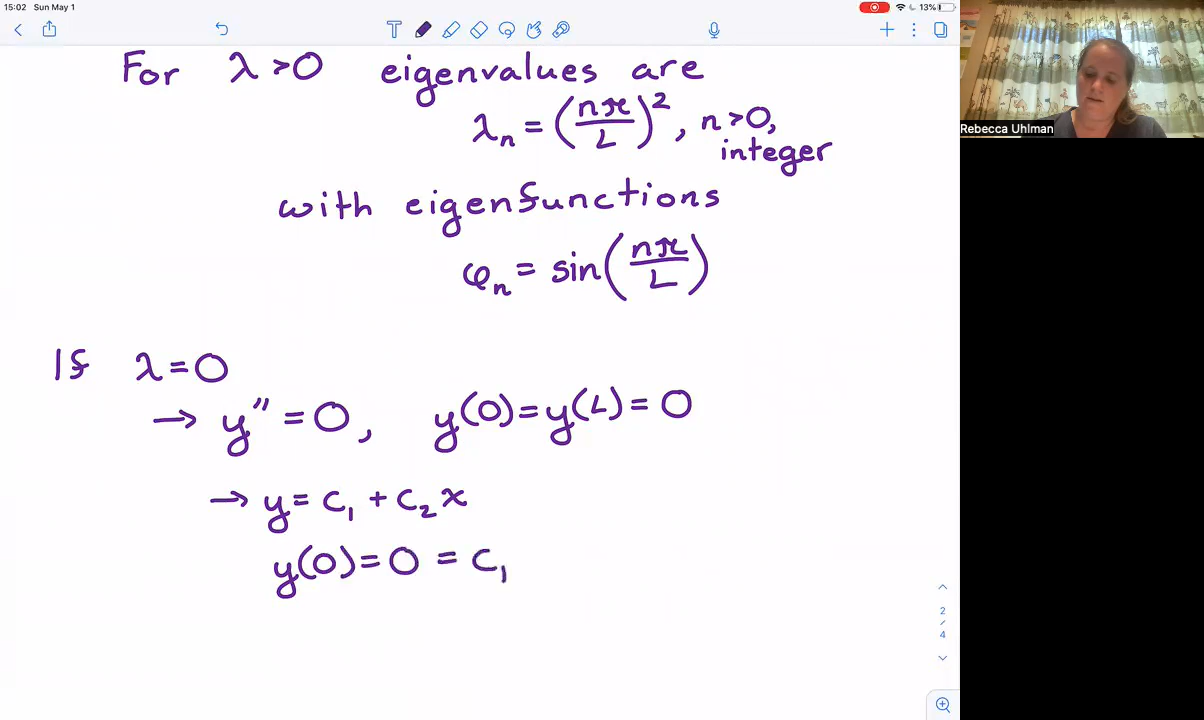 15:02 Sun May 1
13%
For λ > 0 eigenvalues are
λₙ = (nπ/L)², n > 0,
integer
Rebecca Uhlman
with eigenfunctions
φₙ = sin(nπ/L)
If λ = 0
→ y″ = 0, y(0) = y(L) = 0
→ y = c₁ + c₂x
y(0) = 0 = c₁
2
/
4